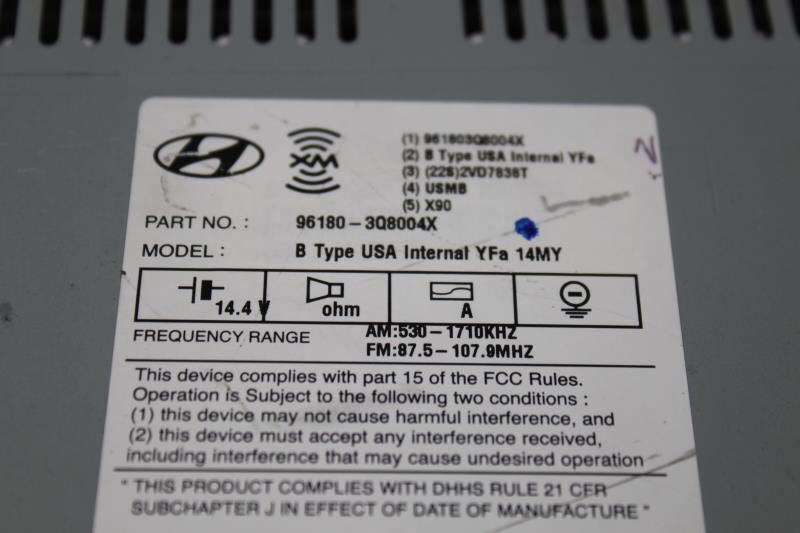 XM
(1) 961803Q8004X
(2) B Type USA Internal YFa
(3) (22S)2VD7838T
(4) USMB
(5) X90
PART NO. : 96180-3Q8004X
MODEL : B Type USA Internal YFa 14MY
14.4 V ohm A
FREQUENCY RANGE AM:530-1710KHZ
FM:87.5-107.9MHZ
This device complies with part 15 of the FCC Rules.
Operation is Subject to the following two conditions :
(1) this device may not cause harmful interference, and
(2) this device must accept any interference received,
including interference that may cause undesired operation
" THIS PRODUCT COMPLIES WITH DHHS RULE 21 CFR
SUBCHAPTER J IN EFFECT OF DATE OF MANUFACTURE "